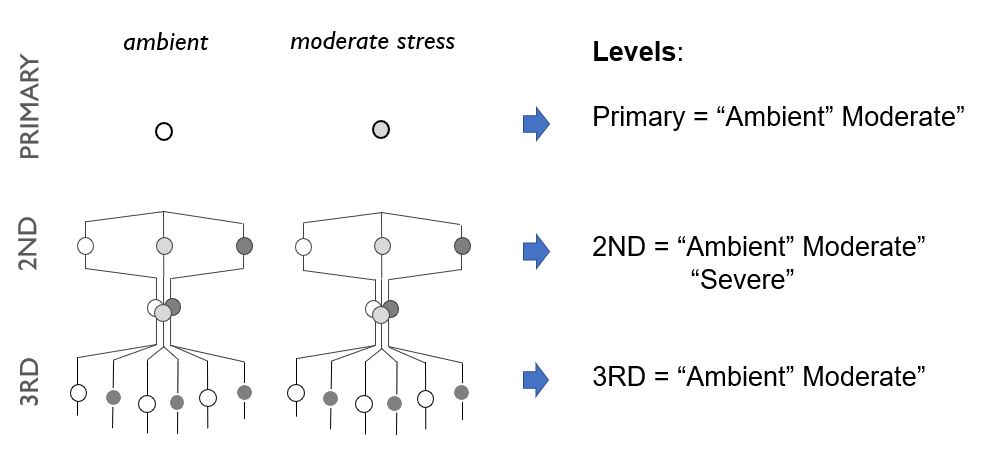 ambient
moderate stress
Levels:
PRIMARY
Primary = “Ambient” Moderate”
2ND
2ND = “Ambient” Moderate”
“Severe”
3RD
3RD = “Ambient” Moderate”